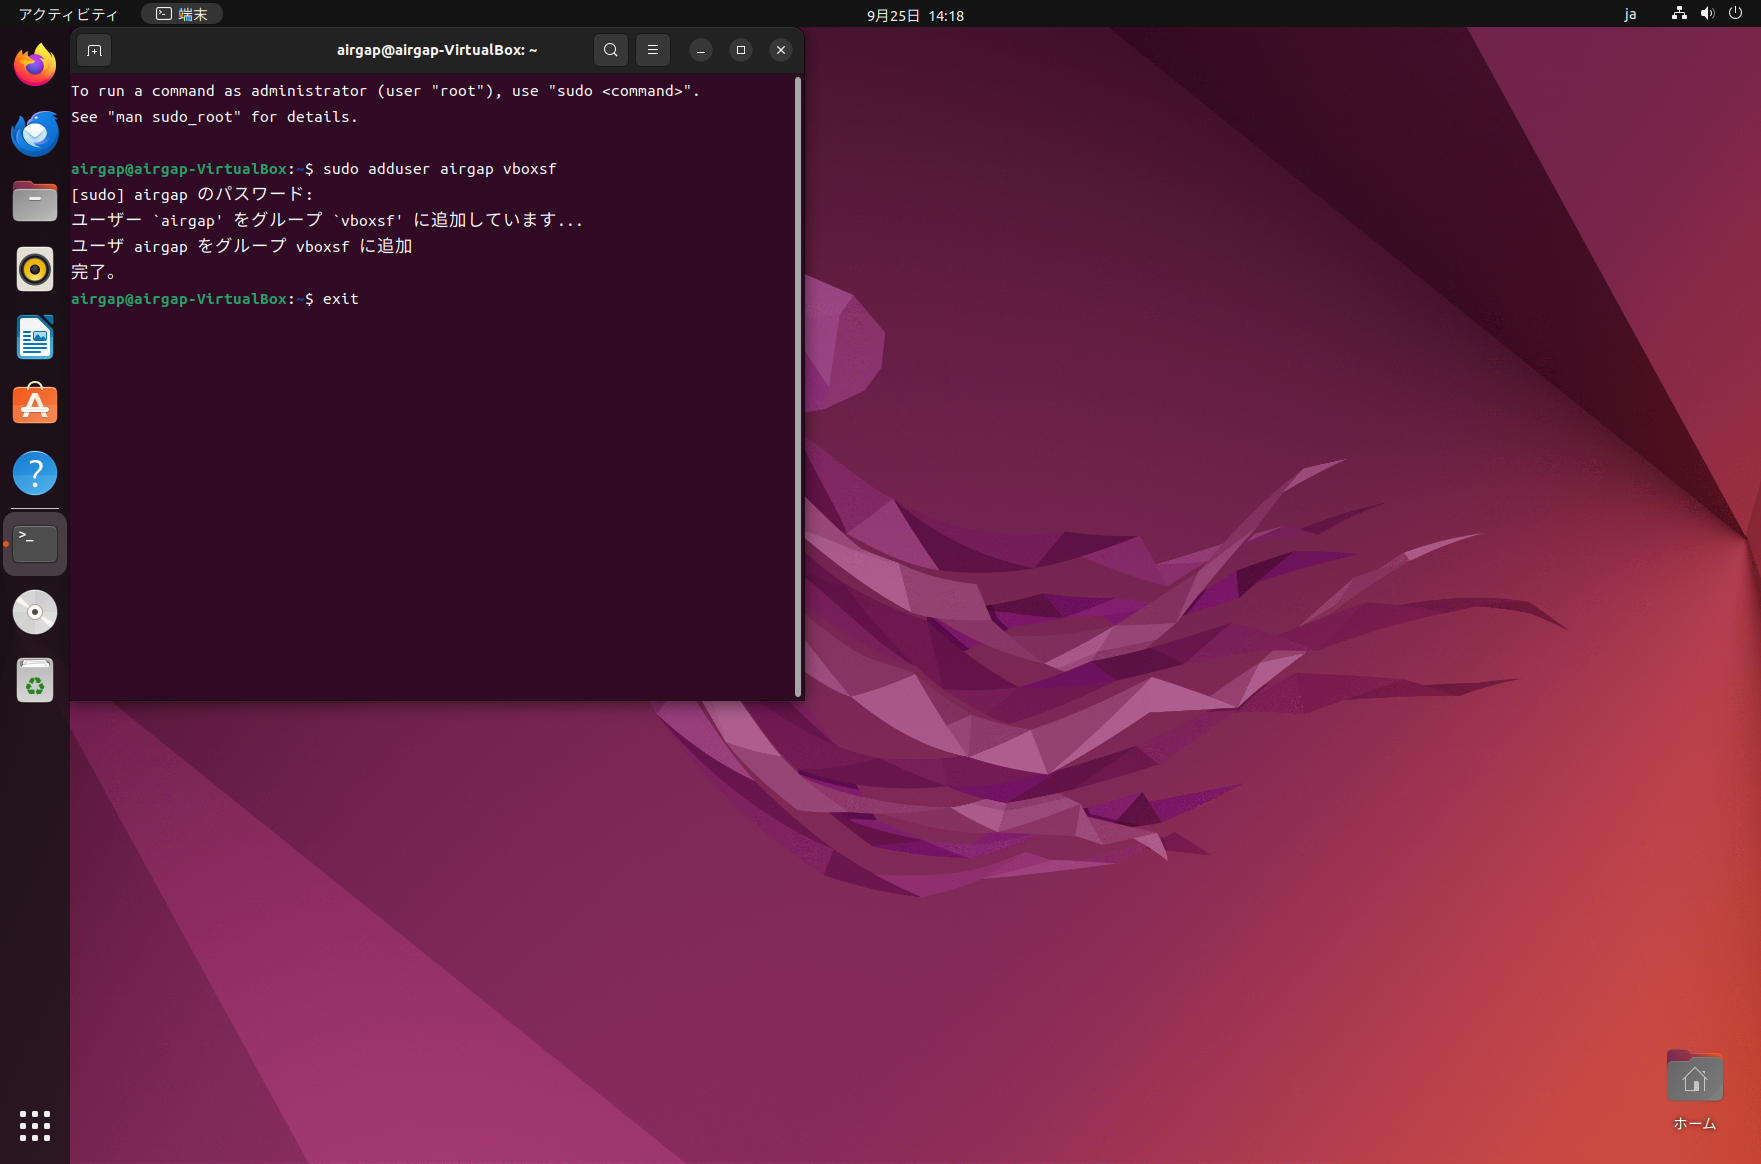 アクティビティ
端末
9月25日 14:18
ja
airgap@airgap-VirtualBox: ~
To run a command as administrator (user "root"), use "sudo <command>".
See "man sudo_root" for details.
airgap@airgap-VirtualBox:~$ sudo adduser airgap vboxsf
[sudo] airgap のパスワード:
ユーザー `airgap' をグループ `vboxsf' に追加しています...
ユーザ airgap をグループ vboxsf に追加
完了。
airgap@airgap-VirtualBox:~$ exit
ホーム